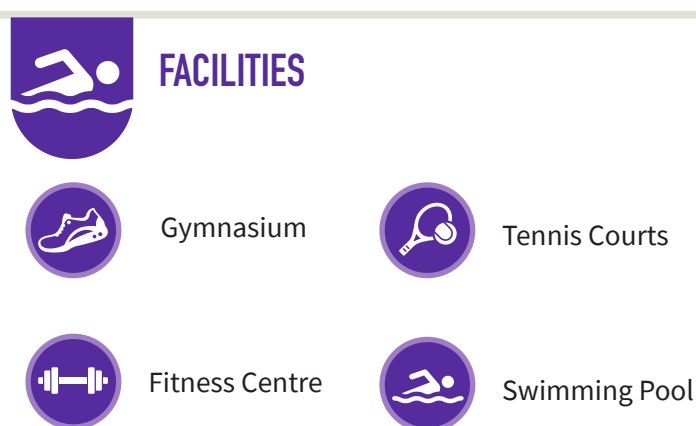 FACILITIES
Gymnasium
Tennis Courts
Fitness Centre
Swimming Pool